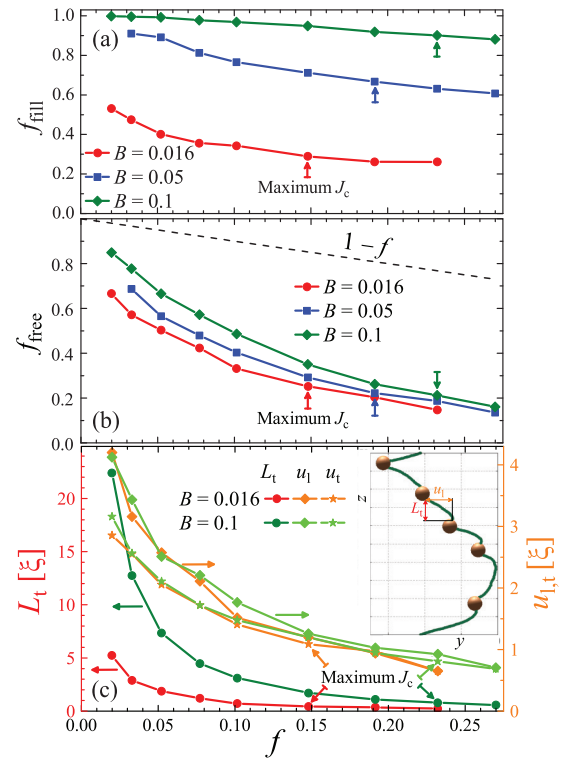 1.0
(a)
0.8
0.6
0.4
0.2
0.0
f_fill
B = 0.016
B = 0.05
B = 0.1
Maximum J_c
1 – f
0.8
0.6
0.4
0.2
0.0
f_free
B = 0.016
B = 0.05
B = 0.1
(b)
Maximum J_c
L_t u_l u_t
B = 0.016
B = 0.1
z
u_l
L_t
y
20
15
10
5
0
L_t [ξ]
4
3
2
1
0
u_l,t [ξ]
(c)
Maximum J_c
0.00 0.05 0.10 0.15 0.20 0.25
f